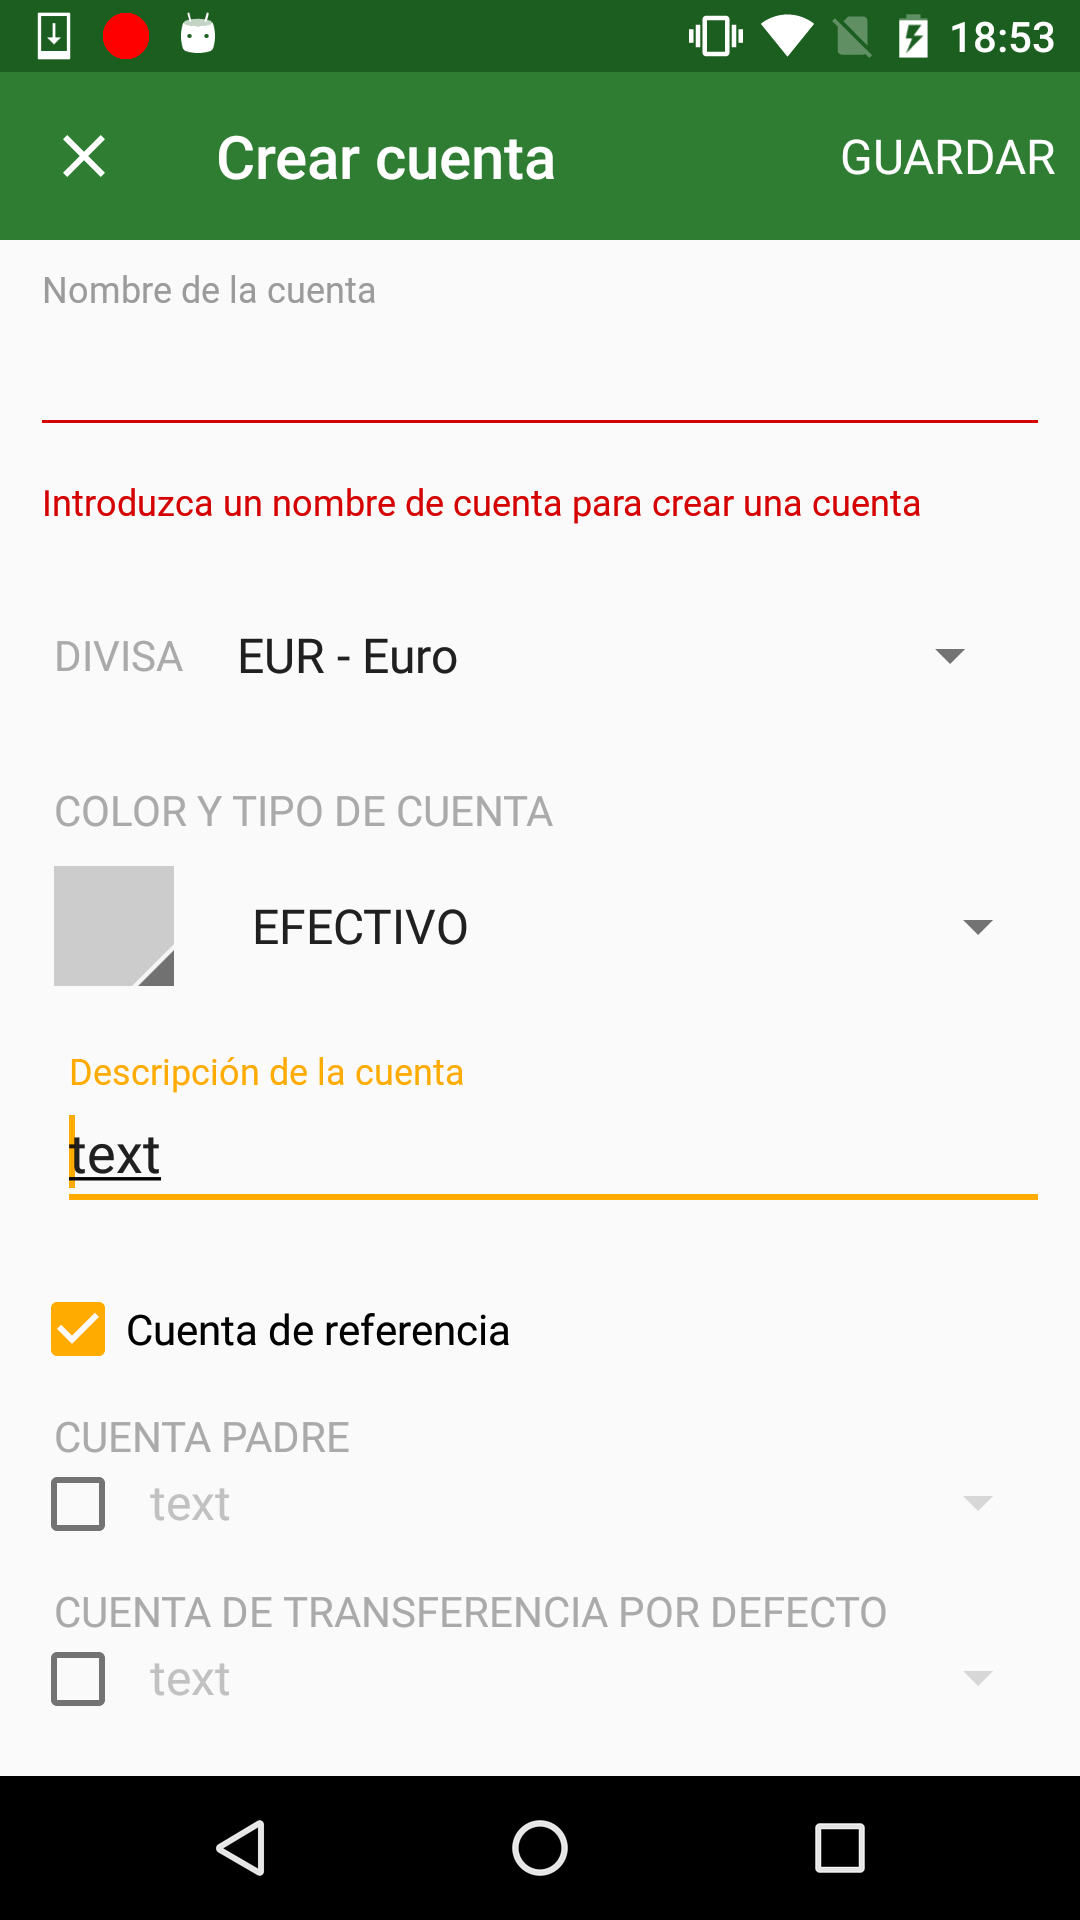 18:53
Crear cuenta
GUARDAR
Nombre de la cuenta
Introduzca un nombre de cuenta para crear una cuenta
DIVISA EUR - Euro
COLOR Y TIPO DE CUENTA
EFECTIVO
Descripción de la cuenta
text
Cuenta de referencia
CUENTA PADRE
text
CUENTA DE TRANSFERENCIA POR DEFECTO
text